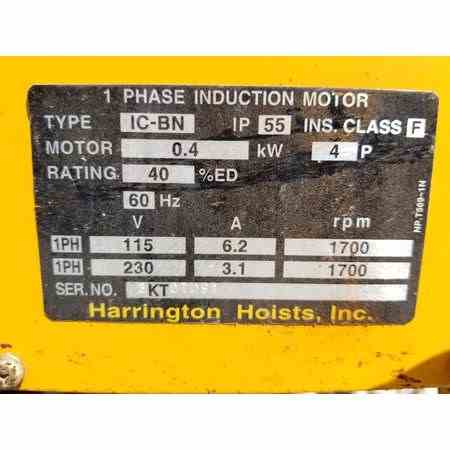 1 PHASE INDUCTION MOTOR
TYPE IC-BN IP 55 INS. CLASS F
MOTOR 0.4 kW 4 P
RATING 40 %ED
60 Hz
V A rpm
1PH 115 6.2 1700
1PH 230 3.1 1700
SER. NO.
Harrington Hoists, Inc.